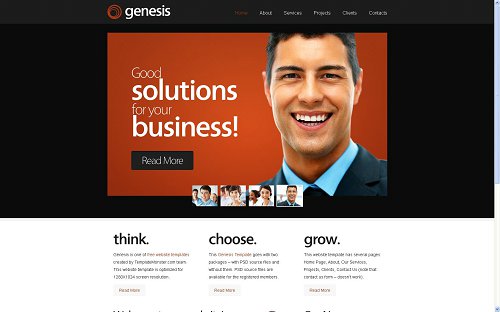 genesis
Home About Services Projects Clients Contacts
Good
solutions
for your
business!
Read More
think. choose. grow.
Genesis is one of free website templates
created by TemplateMonster.com team.
This website template is optimized for
1280X1024 screen resolution.
Read More
This Genesis Template goes with two
packages – with PSD source files and
without them. PSD source files are
available for the registered members.
Read More
This website template has several pages:
Home Page, About, Our Services,
Projects, Clients, Contact Us (note that
contact us form – doesn't work).
Read More